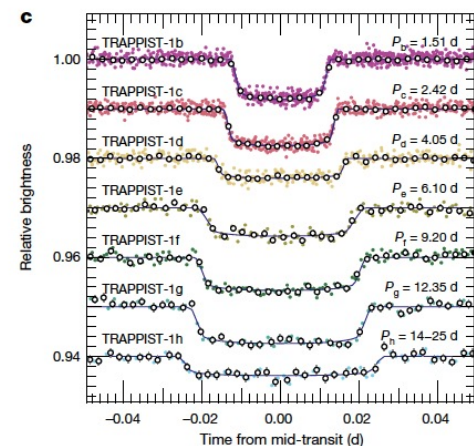 c
TRAPPIST-1b P_b = 1.51 d
1.00
TRAPPIST-1c P_c = 2.42 d
TRAPPIST-1d P_d = 4.05 d
0.98
TRAPPIST-1e P_e = 6.10 d
Relative brightness
TRAPPIST-1f P_f = 9.20 d
0.96
TRAPPIST-1g P_g = 12.35 d
TRAPPIST-1h P_h = 14–25 d
0.94
–0.04 –0.02 0.00 0.02 0.04
Time from mid-transit (d)